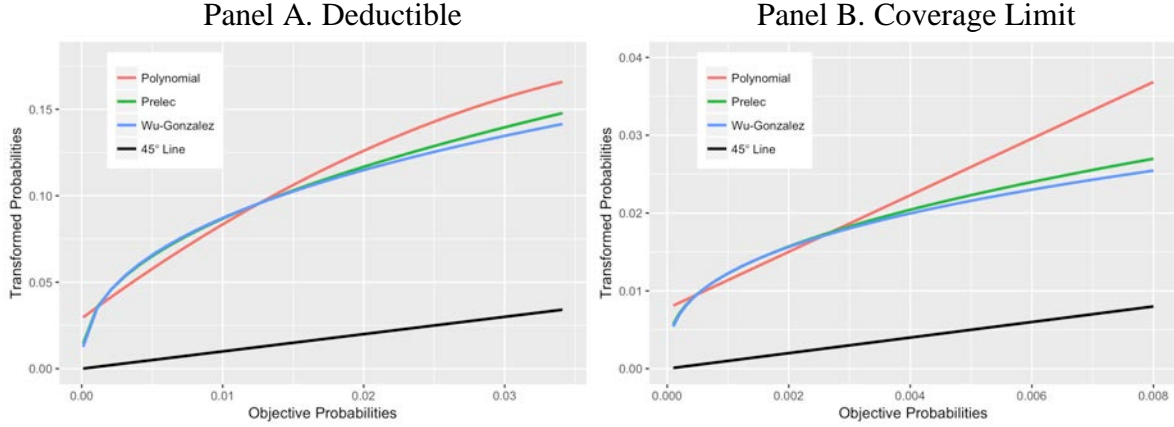 Panel A. Deductible
Polynomial
Prelec
Wu-Gonzalez
45° Line
Transformed Probabilities
0.15
0.10
0.05
0.00
0.00 0.01 0.02 0.03
Objective Probabilities
Panel B. Coverage Limit
Polynomial
Prelec
Wu-Gonzalez
45° Line
Transformed Probabilities
0.04
0.03
0.02
0.01
0.00
0.000 0.002 0.004 0.006 0.008
Objective Probabilities